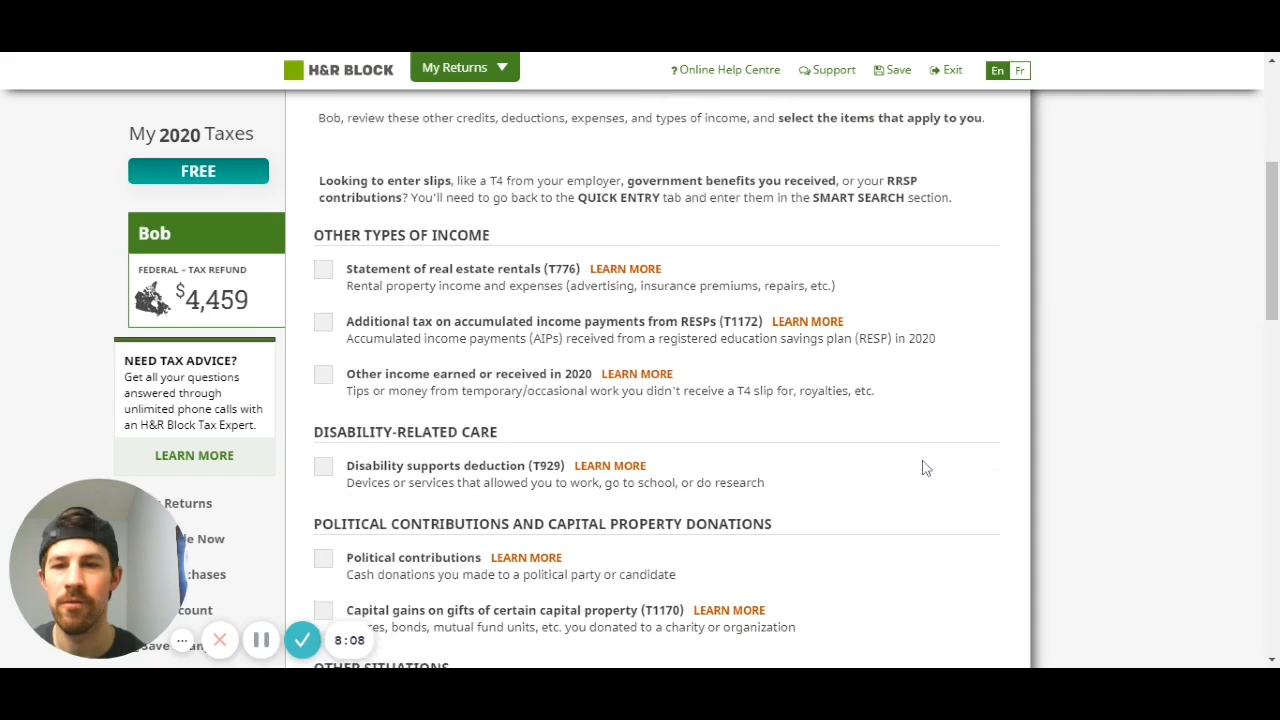 H&R BLOCK
My Returns
? Online Help Centre
Support
Save
Exit
En
Fr
My 2020 Taxes
FREE
Bob
FEDERAL – TAX REFUND
$4,459
NEED TAX ADVICE?
Get all your questions
answered through
unlimited phone calls with
an H&R Block Tax Expert.
LEARN MORE
Returns
Now
8:08
Bob, review these other credits, deductions, expenses, and types of income, and select the items that apply to you.
Looking to enter slips, like a T4 from your employer, government benefits you received, or your RRSP
contributions? You'll need to go back to the QUICK ENTRY tab and enter them in the SMART SEARCH section.
OTHER TYPES OF INCOME
Statement of real estate rentals (T776) LEARN MORE
Rental property income and expenses (advertising, insurance premiums, repairs, etc.)
Additional tax on accumulated income payments from RESPs (T1172) LEARN MORE
Accumulated income payments (AIPs) received from a registered education savings plan (RESP) in 2020
Other income earned or received in 2020 LEARN MORE
Tips or money from temporary/occasional work you didn't receive a T4 slip for, royalties, etc.
DISABILITY-RELATED CARE
Disability supports deduction (T929) LEARN MORE
Devices or services that allowed you to work, go to school, or do research
POLITICAL CONTRIBUTIONS AND CAPITAL PROPERTY DONATIONS
Political contributions LEARN MORE
Cash donations you made to a political party or candidate
Capital gains on gifts of certain capital property (T1170) LEARN MORE
bonds, mutual fund units, etc. you donated to a charity or organization
OTHER SITUATIONS